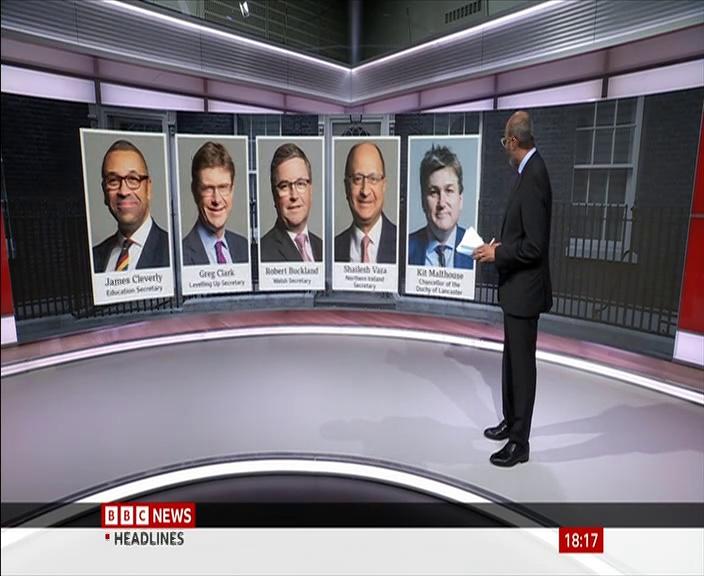 James Cleverly
Education Secretary
Greg Clark
Levelling Up Secretary
Robert Buckland
Welsh Secretary
Shailesh Vara
Northern Ireland
Secretary
Kit Malthouse
Chancellor of the
Duchy of Lancaster
BBC NEWS
HEADLINES
18:17